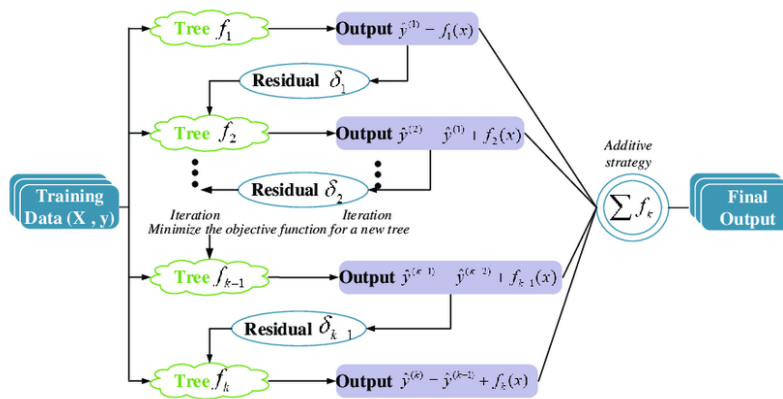 Tree f₁
Output ŷ⁽¹⁾ − f₁(x)
Residual δ₁
Tree f₂
Output ŷ⁽²⁾ ŷ⁽¹⁾ + f₂(x)
Additive
strategy
Residual δ₂
Training
Data (X , y)
∑ fₖ
Final
Output
Iteration
Iteration
Minimize the objective function for a new tree
Tree fₖ₋₁
Output ŷ⁽ᵏ ¹⁾ ŷ⁽ᵏ ²⁾ + fₖ ₁(x)
Residual δₖ ₁
Tree fₖ
Output ŷ⁽ᵏ⁾ − ŷ⁽ᵏ⁻¹⁾ + fₖ(x)